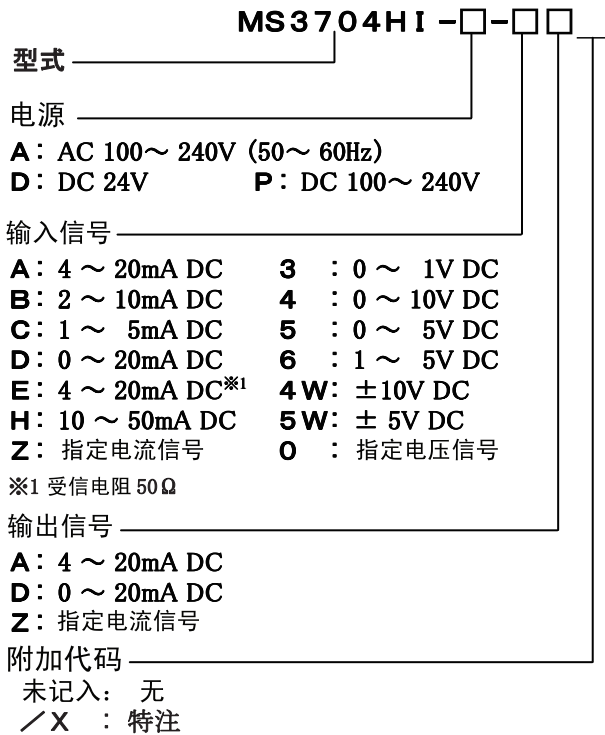 MS3704HI-□-□□
型式
电源
A：AC 100～240V（50～60Hz）
D：DC 24V P：DC 100～240V
输入信号
A：4 ～ 20mA DC 3 ：0 ～ 1V DC
B：2 ～ 10mA DC 4 ：0 ～ 10V DC
C：1 ～ 5mA DC 5 ：0 ～ 5V DC
D：0 ～ 20mA DC 6 ：1 ～ 5V DC
E：4 ～ 20mA DC※1 4W：±10V DC
H：10 ～ 50mA DC 5W：± 5V DC
Z：指定电流信号 0 ：指定电压信号
※1 受信电阻 50Ω
输出信号
A：4 ～ 20mA DC
D：0 ～ 20mA DC
Z：指定电流信号
附加代码
未记入： 无
／X ：特注